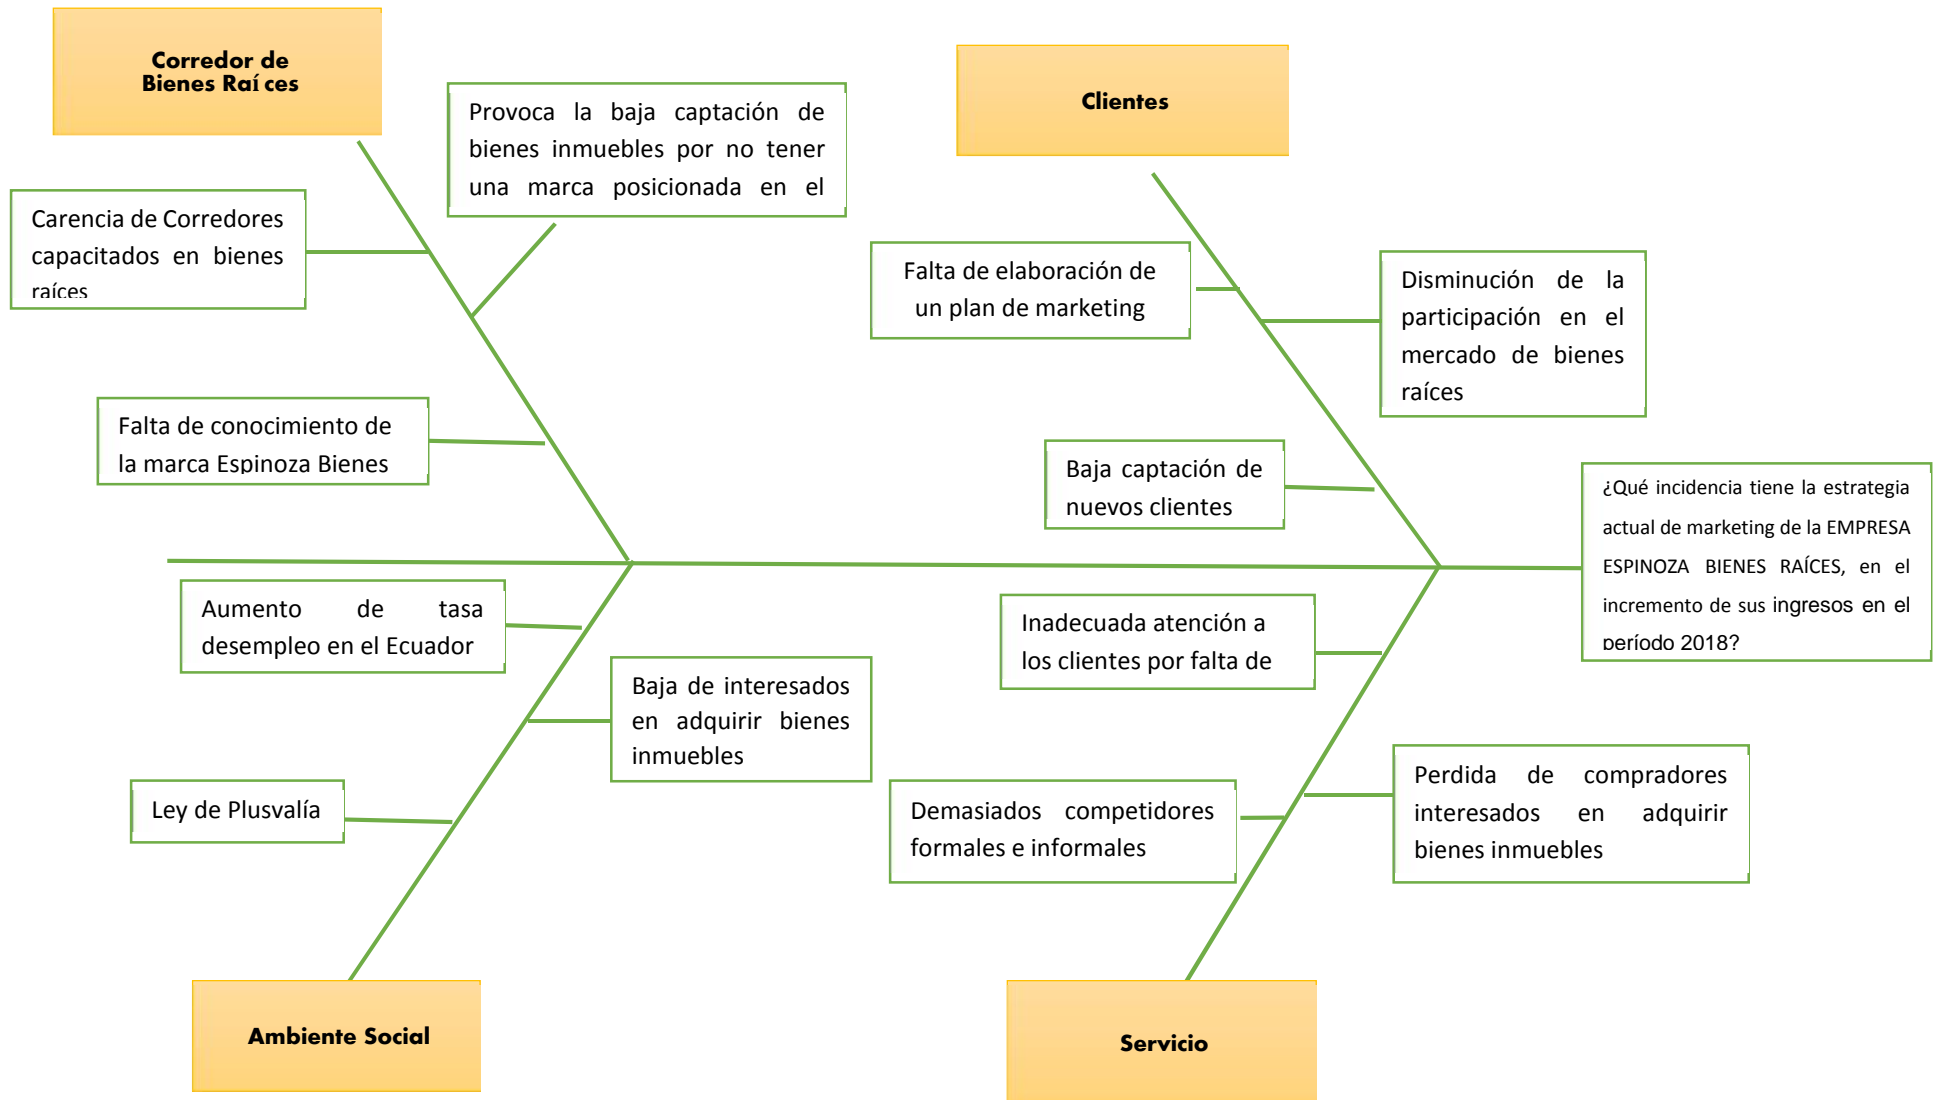 Corredor de
Bienes Raíces
Clientes
Provoca la baja captación de
bienes inmuebles por no tener
una marca posicionada en el
Carencia de Corredores
capacitados en bienes
raíces
Falta de elaboración de
un plan de marketing
Disminución de la
participación en el
mercado de bienes
raíces
Falta de conocimiento de
la marca Espinoza Bienes
Baja captación de
nuevos clientes
¿Qué incidencia tiene la estrategia
actual de marketing de la EMPRESA
ESPINOZA BIENES RAÍCES, en el
incremento de sus ingresos en el
período 2018?
Aumento de tasa
desempleo en el Ecuador
Inadecuada atención a
los clientes por falta de
Baja de interesados
en adquirir bienes
inmuebles
Ley de Plusvalía
Demasiados competidores
formales e informales
Perdida de compradores
interesados en adquirir
bienes inmuebles
Ambiente Social
Servicio